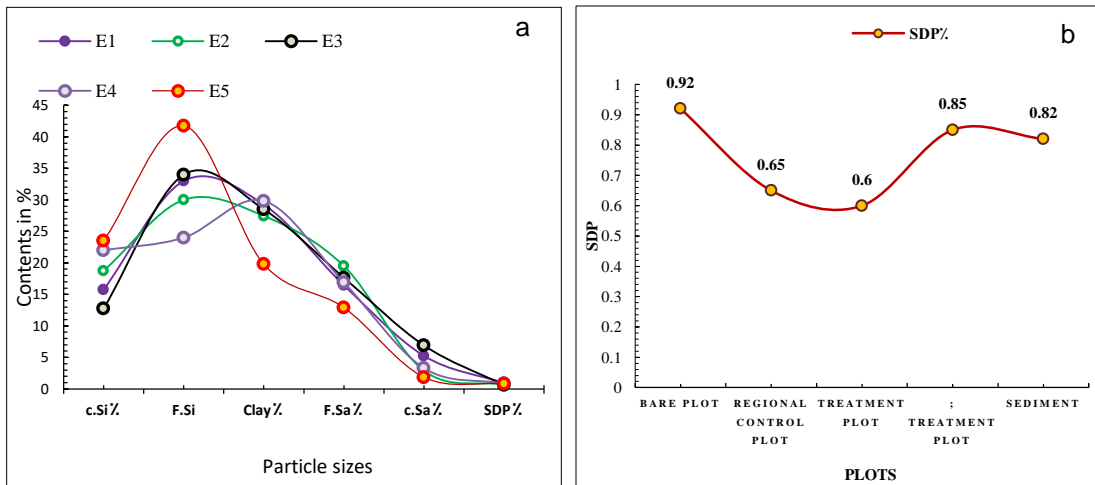 a
E1 E2 E3
E4 E5
45
40
35
30
25
20
15
10
5
0
Contents in %
c.Si٪ F.Si Clay٪ F.Sa٪ c.Sa٪ SDP٪
Particle sizes
b
SDP٪
1
0.9
0.8
0.7
0.6
0.5
0.4
0.3
0.2
0.1
0
SDP
0.92
0.65
0.6
0.85
0.82
BARE PLOT
REGIONAL
CONTROL
PLOT
TREATMENT
PLOT
;
TREATMENT
PLOT
SEDIMENT
PLOTS